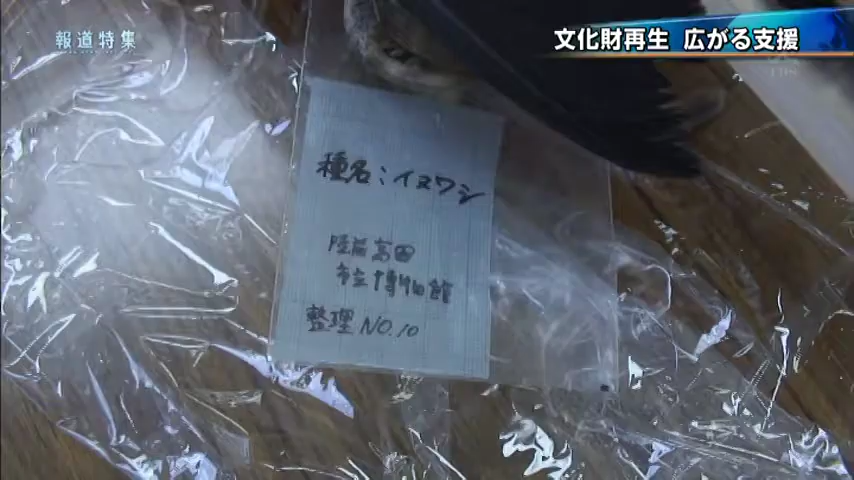 報道特集
文化財再生 広がる支援
TBS
種名:イヌワシ
陸前高田
市立博物館
整理NO.10